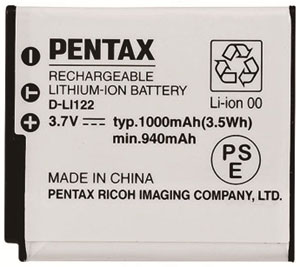 PENTAX
RECHARGEABLE
LITHIUM-ION BATTERY
D-LI122
Li-ion 00
3.7V ⎓ typ.1000mAh(3.5Wh)
min.940mAh
PS
E
MADE IN CHINA
PENTAX RICOH IMAGING COMPANY, LTD.